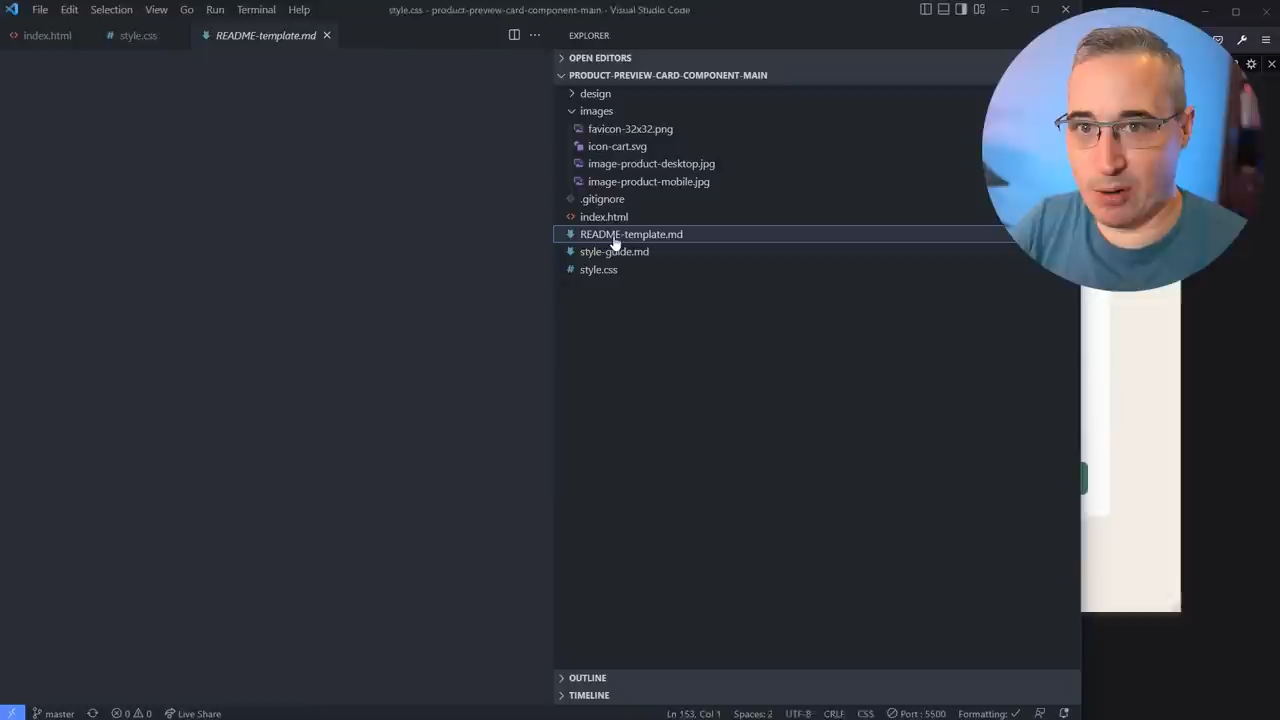 File Edit Selection View Go Run Terminal Help
style.css - product-preview-card-component-main - Visual Studio Code
index.html
style.css
README-template.md
EXPLORER
OPEN EDITORS
PRODUCT-PREVIEW-CARD-COMPONENT-MAIN
design
images
favicon-32x32.png
icon-cart.svg
image-product-desktop.jpg
image-product-mobile.jpg
.gitignore
index.html
README-template.md
style-guide.md
style.css
OUTLINE
TIMELINE
master
0 0
Live Share
Ln 153, Col 1
Spaces: 2
UTF-8
CRLF
CSS
Port : 5500
Formatting: